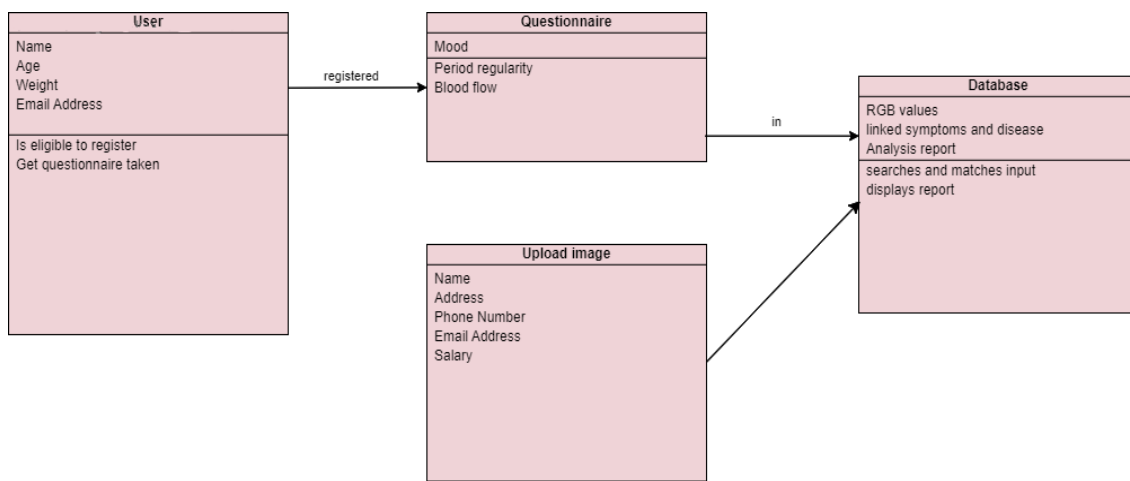 User
Name
Age
Weight
Email Address
Is eligible to register
Get questionnaire taken
registered
Questionnaire
Mood
Period regularity
Blood flow
in
Database
RGB values
linked symptoms and disease
Analysis report
searches and matches input
displays report
Upload image
Name
Address
Phone Number
Email Address
Salary